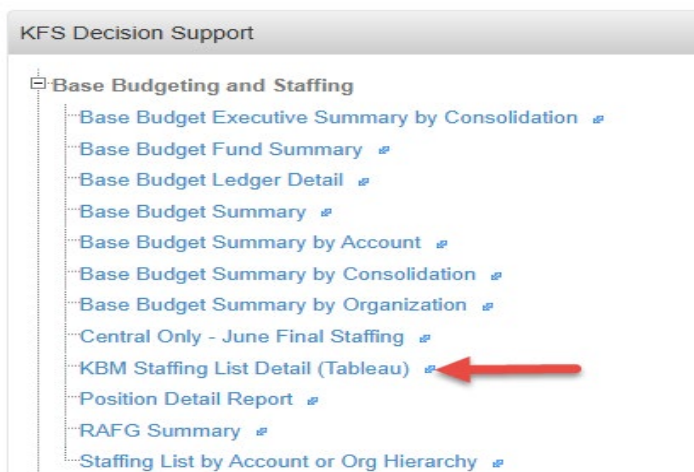 KFS Decision Support
Base Budgeting and Staffing
Base Budget Executive Summary by Consolidation
Base Budget Fund Summary
Base Budget Ledger Detail
Base Budget Summary
Base Budget Summary by Account
Base Budget Summary by Consolidation
Base Budget Summary by Organization
Central Only - June Final Staffing
KBM Staffing List Detail (Tableau)
Position Detail Report
RAFG Summary
Staffing List by Account or Org Hierarchy